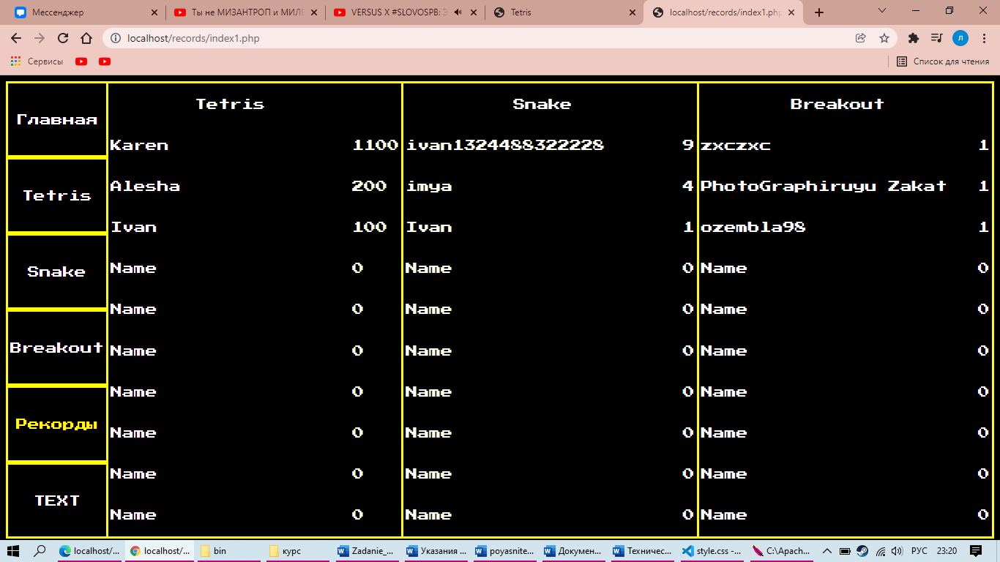 Мессенджер
Ты не МИЗАНТРОП и МИЛЕ
VERSUS X #SLOVOSPB: Э
Tetris
localhost/records/index1.php
localhost/records/index1.php
Сервисы
Список для чтения
Главная
Tetris
Snake
Breakout
Рекорды
TEXT
Tetris
Karen 1100
Alesha 200
Ivan 100
Name 0
Name 0
Name 0
Name 0
Name 0
Name 0
Name 0
Snake
ivan1324488322228 9
imya 4
Ivan 1
Name 0
Name 0
Name 0
Name 0
Name 0
Name 0
Name 0
Breakout
zxczxc 1
PhotoGraphiruyu Zakat 1
ozembla98 1
Name 0
Name 0
Name 0
Name 0
Name 0
Name 0
Name 0
localhost/...
localhost/...
bin
курс
Zadanie_...
Указания ...
poyasnite...
Докумен...
Техничес...
style.css -...
C:\Apach...
РУС
23:20